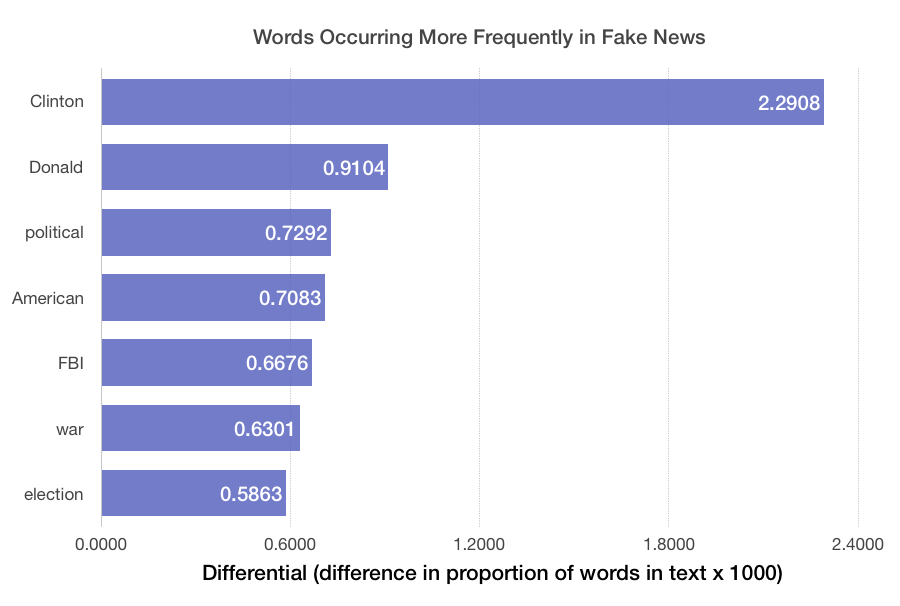 Words Occurring More Frequently in Fake News
Clinton 2.2908
Donald 0.9104
political 0.7292
American 0.7083
FBI 0.6676
war 0.6301
election 0.5863
0.0000 0.6000 1.2000 1.8000 2.4000
Differential (difference in proportion of words in text x 1000)